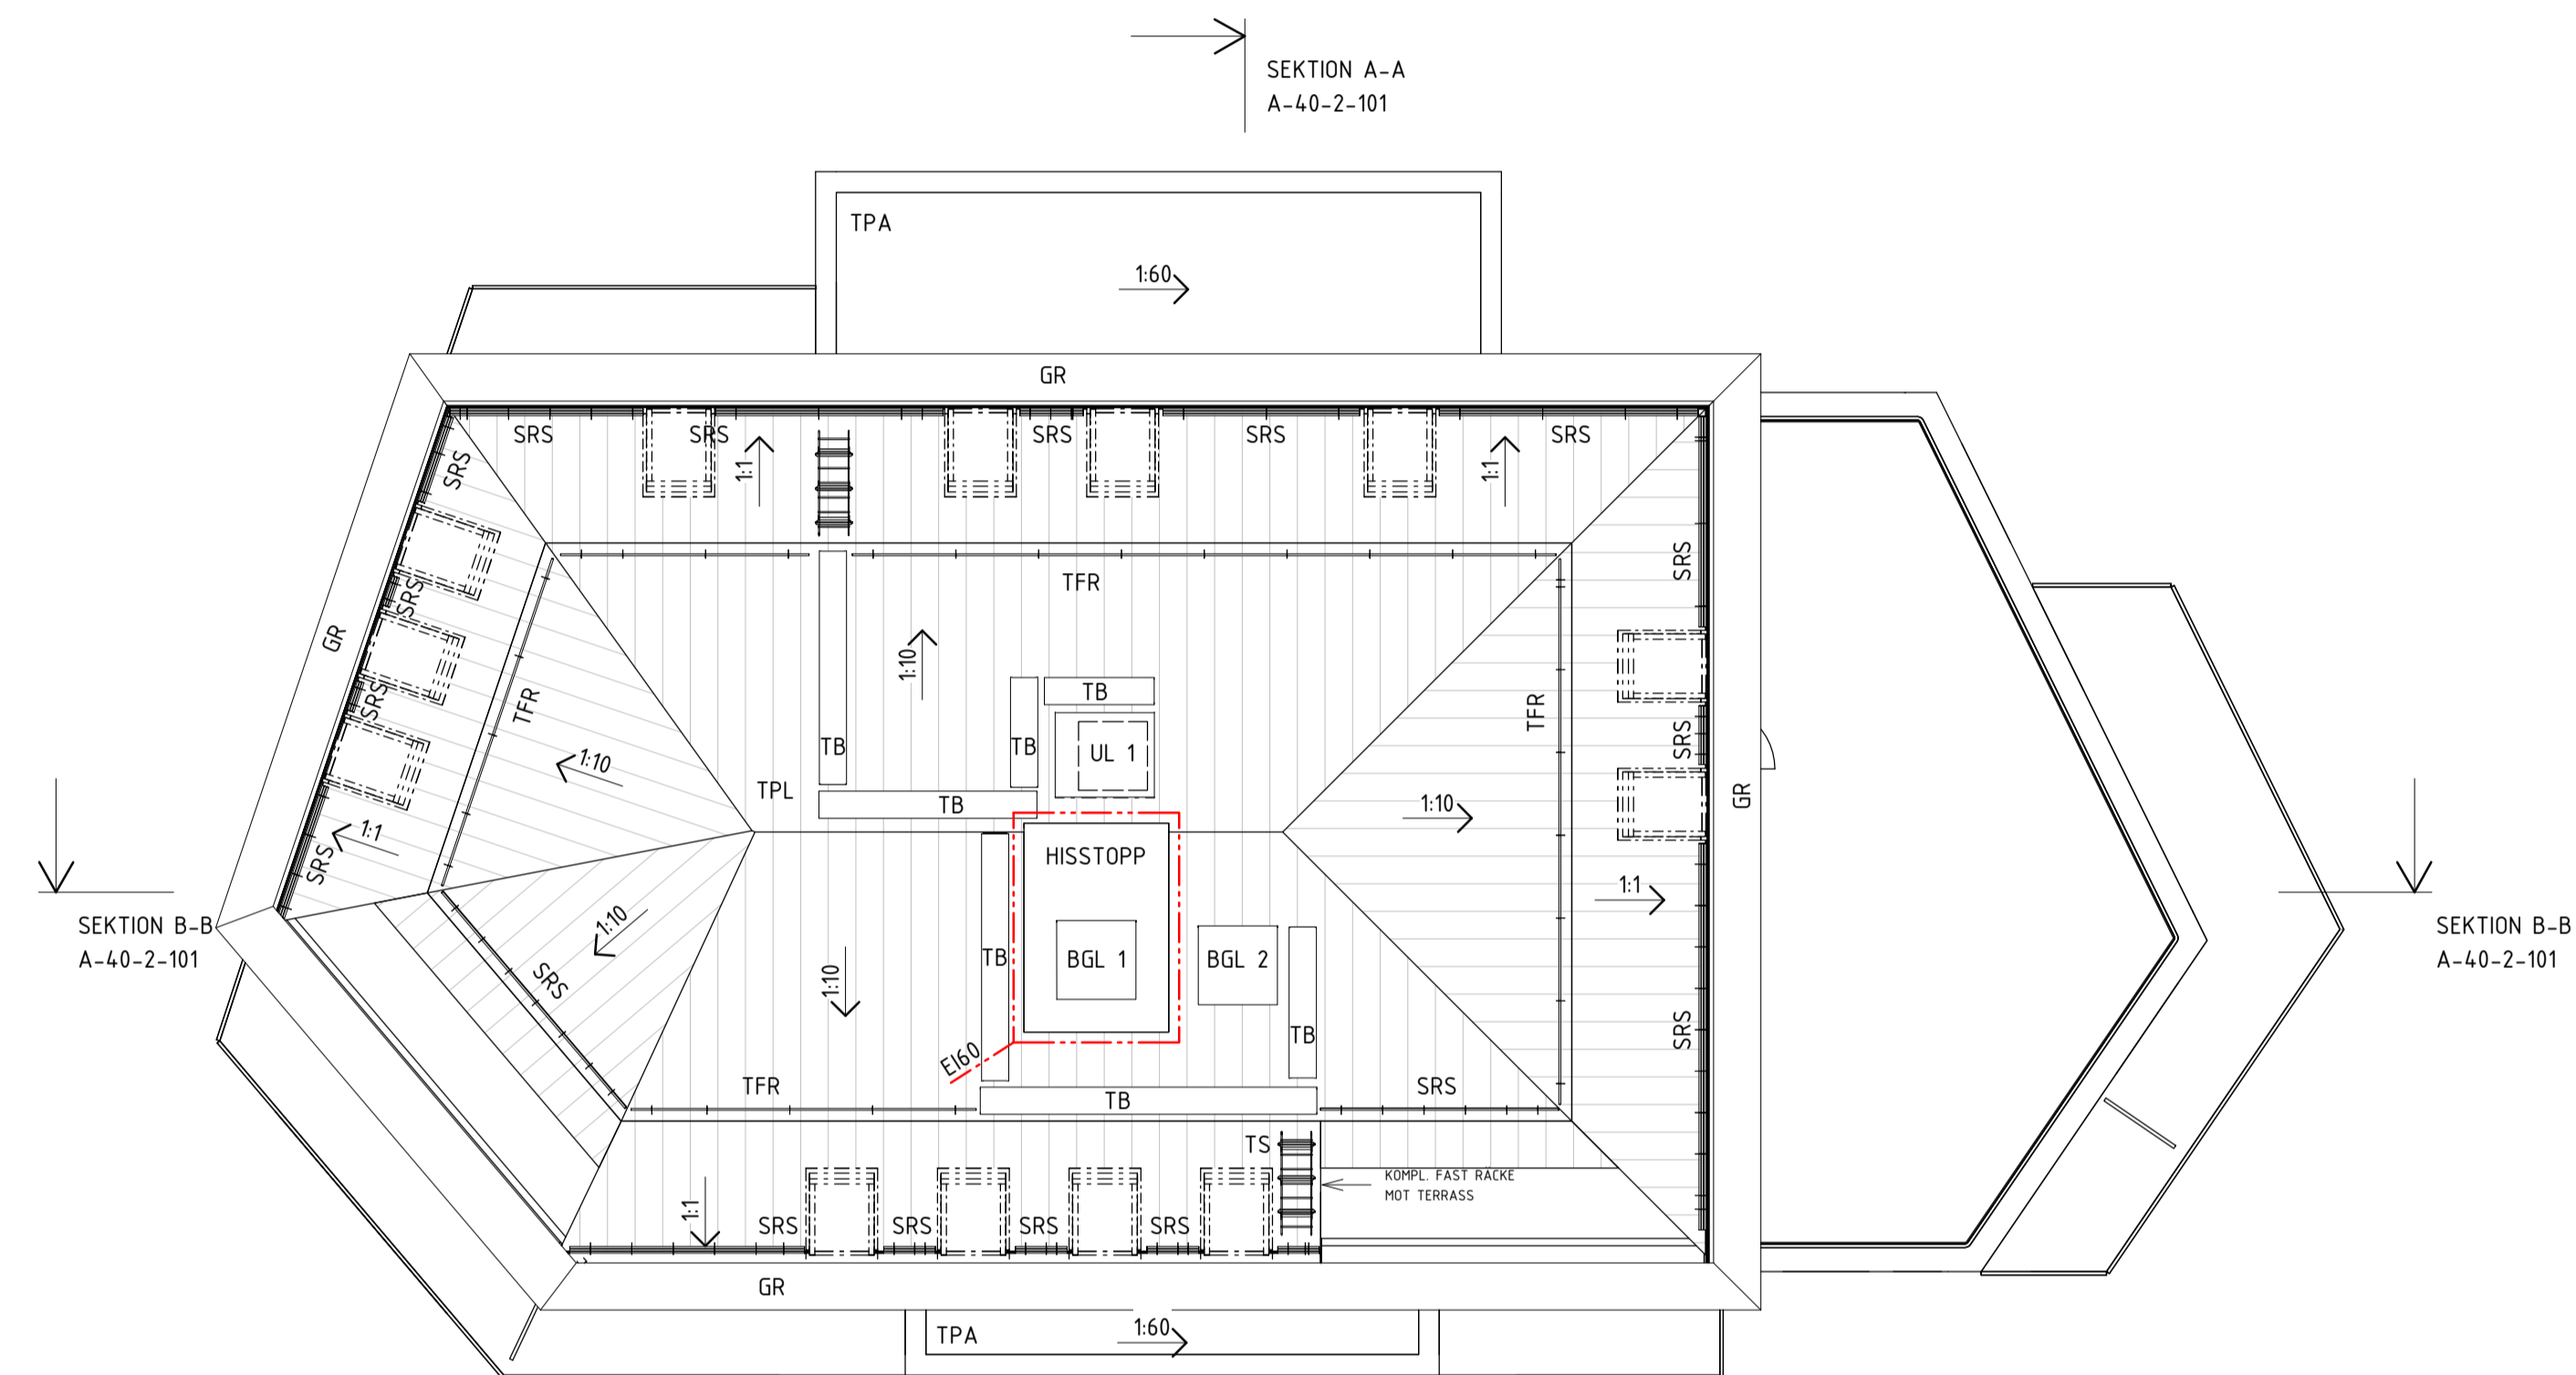 SEKTION A-A
A-40-2-101
TPA
1:60
GR
SRS
SRS
SRS
SRS
SRS
1:1
1:1
SRS
SRS
SRS
SRS
GR
TFR
TFR
TFR
SRS
SRS
SRS
GR
1:10
1:10
1:10
1:1
1:1
TB
TB
TB
TB
UL 1
TPL
HISSTOPP
BGL 1
BGL 2
TB
TB
TB
EI60
1:10
1:10
SRS
SEKTION B-B
A-40-2-101
SEKTION B-B
A-40-2-101
TFR
SRS
TS
KOMPL. FAST RÄCKE
MOT TERRASS
1:1
SRS
SRS
SRS
SRS
GR
TPA
1:60